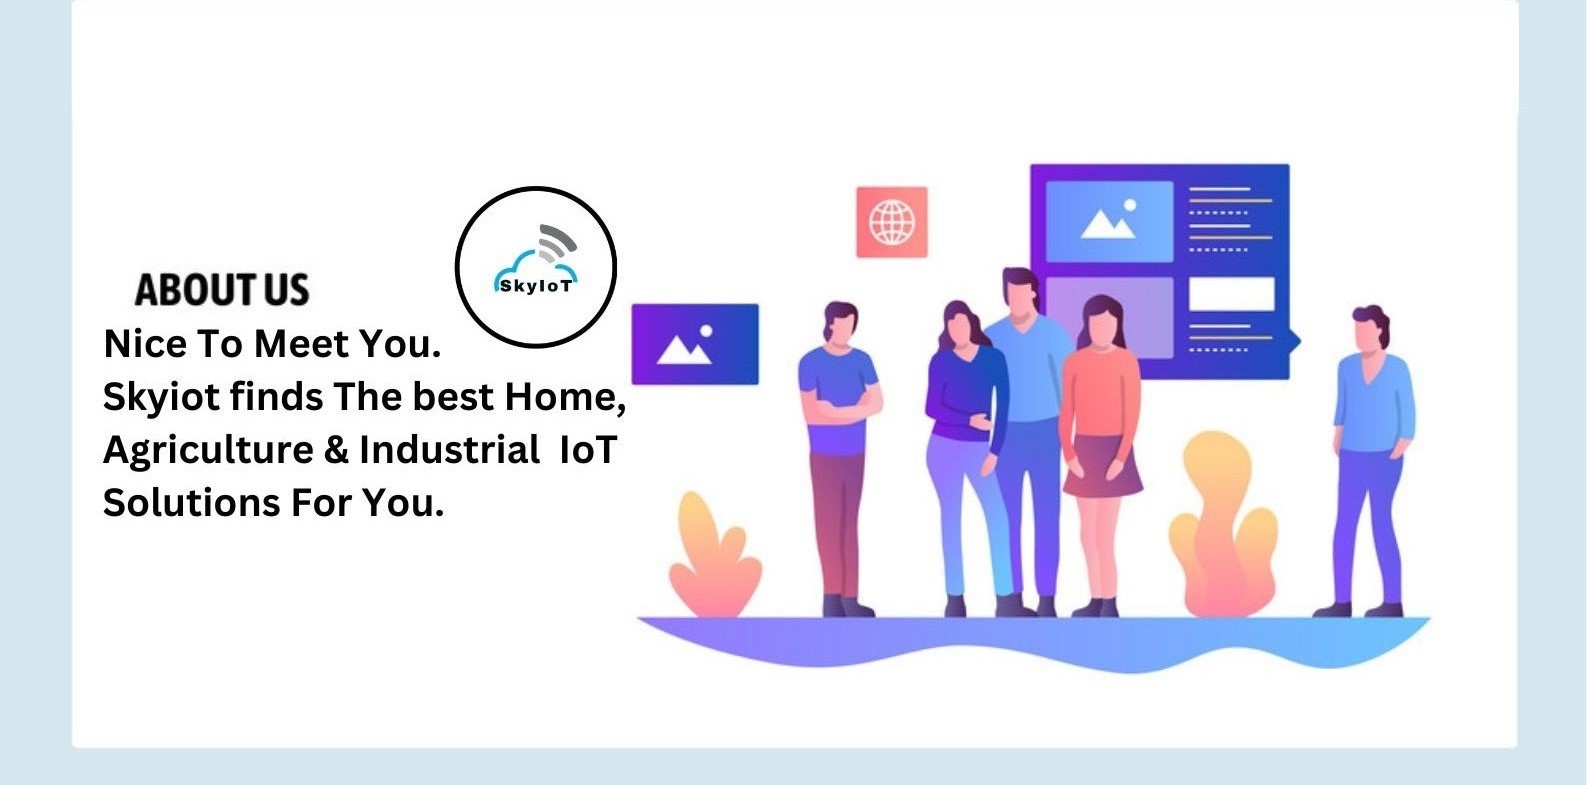 SkyIoT
ABOUT US
Nice To Meet You.
Skyiot finds The best Home,
Agriculture & Industrial IoT
Solutions For You.